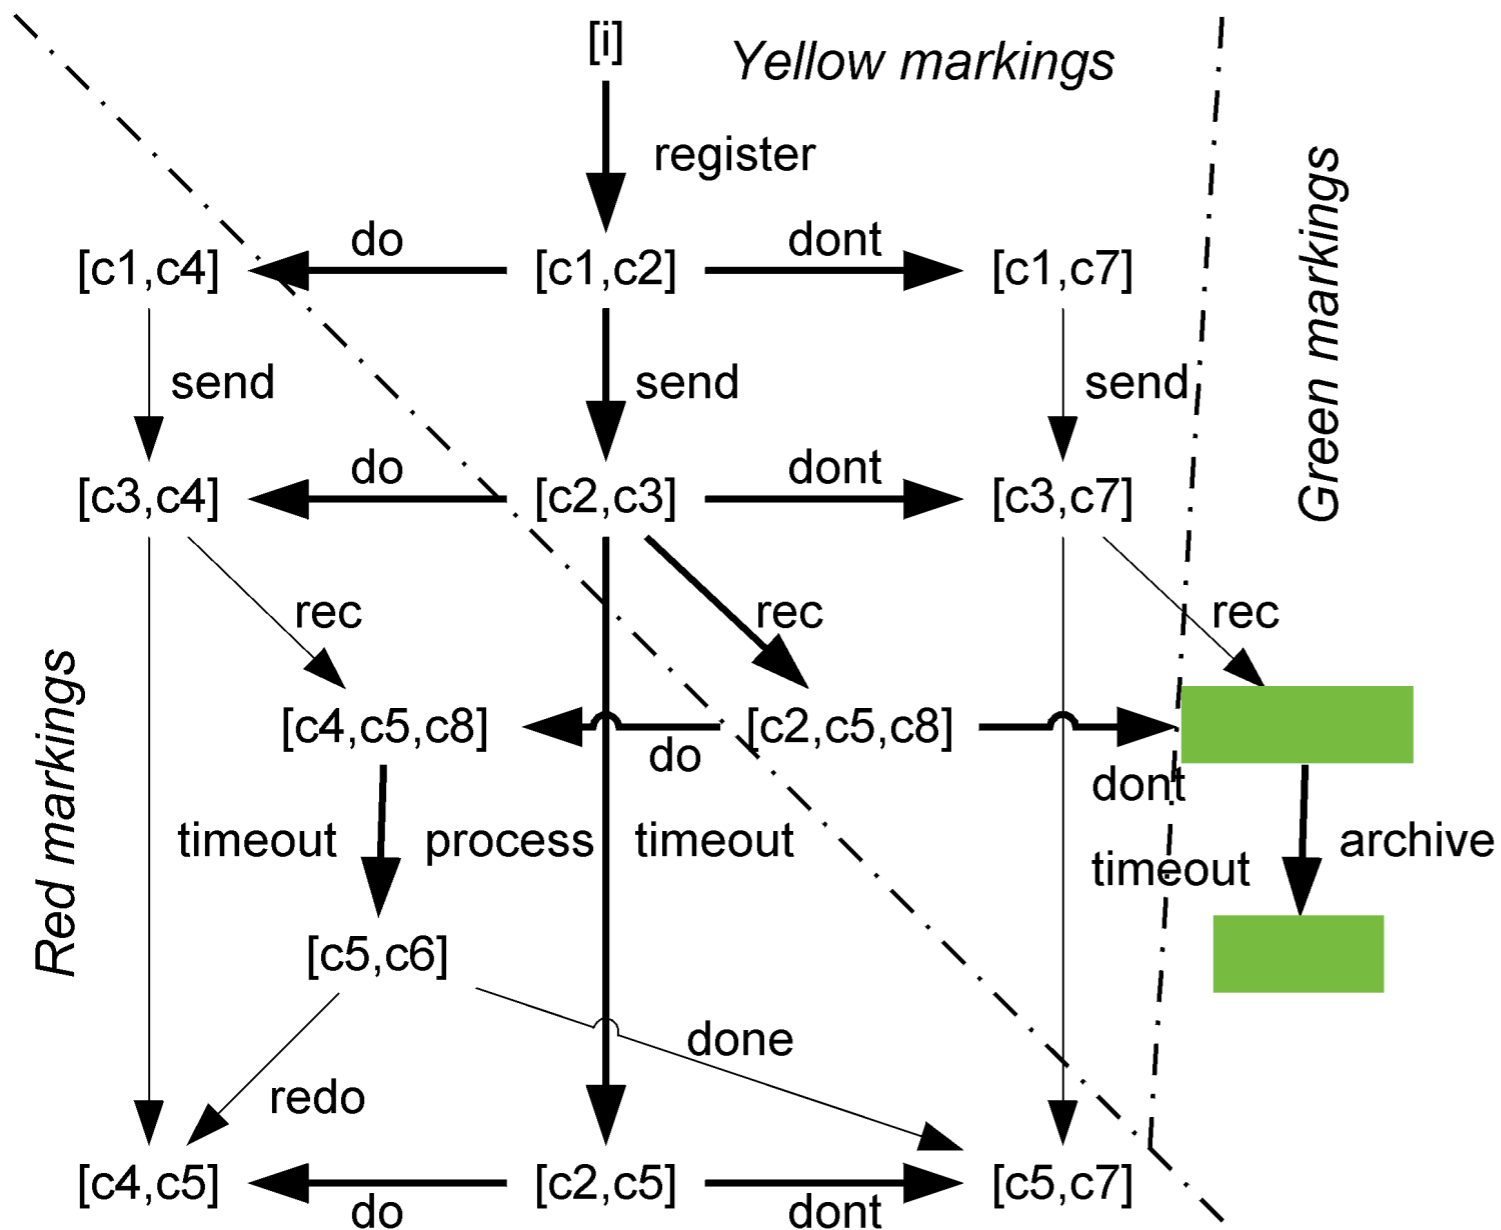 [i]
Yellow markings
register
Green markings
do
dont
[c1,c4]
[c1,c2]
[c1,c7]
send
send
send
do
dont
[c3,c4]
[c2,c3]
[c3,c7]
rec
rec
rec
Red markings
[c4,c5,c8]
[c2,c5,c8]
do
dont
timeout
process
timeout
timeout
archive
[c5,c6]
done
redo
[c4,c5]
[c2,c5]
[c5,c7]
do
dont